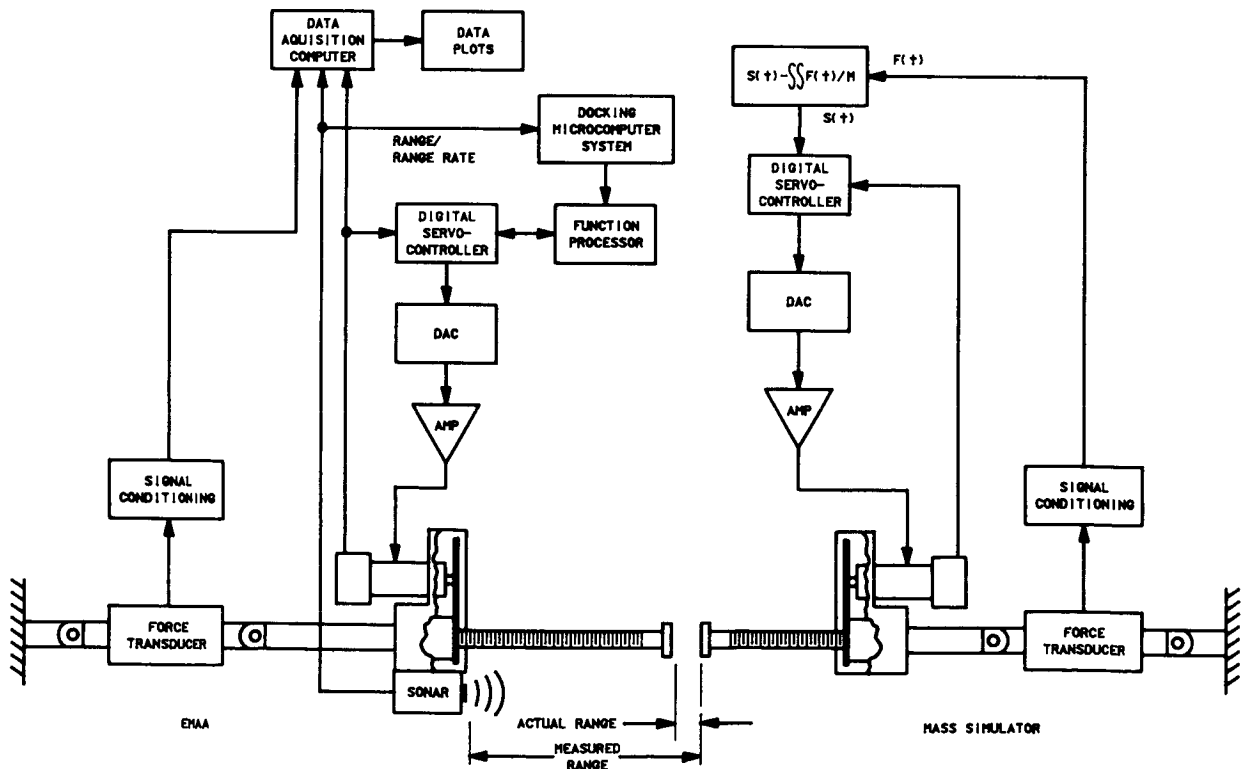 DATA
AQUISITION
COMPUTER
DATA
PLOTS
DOCKING
MICROCOMPUTER
SYSTEM
RANGE/
RANGE RATE
DIGITAL
SERVO-
CONTROLLER
FUNCTION
PROCESSOR
DAC
AMP
SIGNAL
CONDITIONING
FORCE
TRANSDUCER
SONAR
EMAA
S(t)-∫∫F(t)/M
F(t)
S(t)
DIGITAL
SERVO-
CONTROLLER
DAC
AMP
SIGNAL
CONDITIONING
FORCE
TRANSDUCER
ACTUAL RANGE
MEASURED
RANGE
MASS SIMULATOR